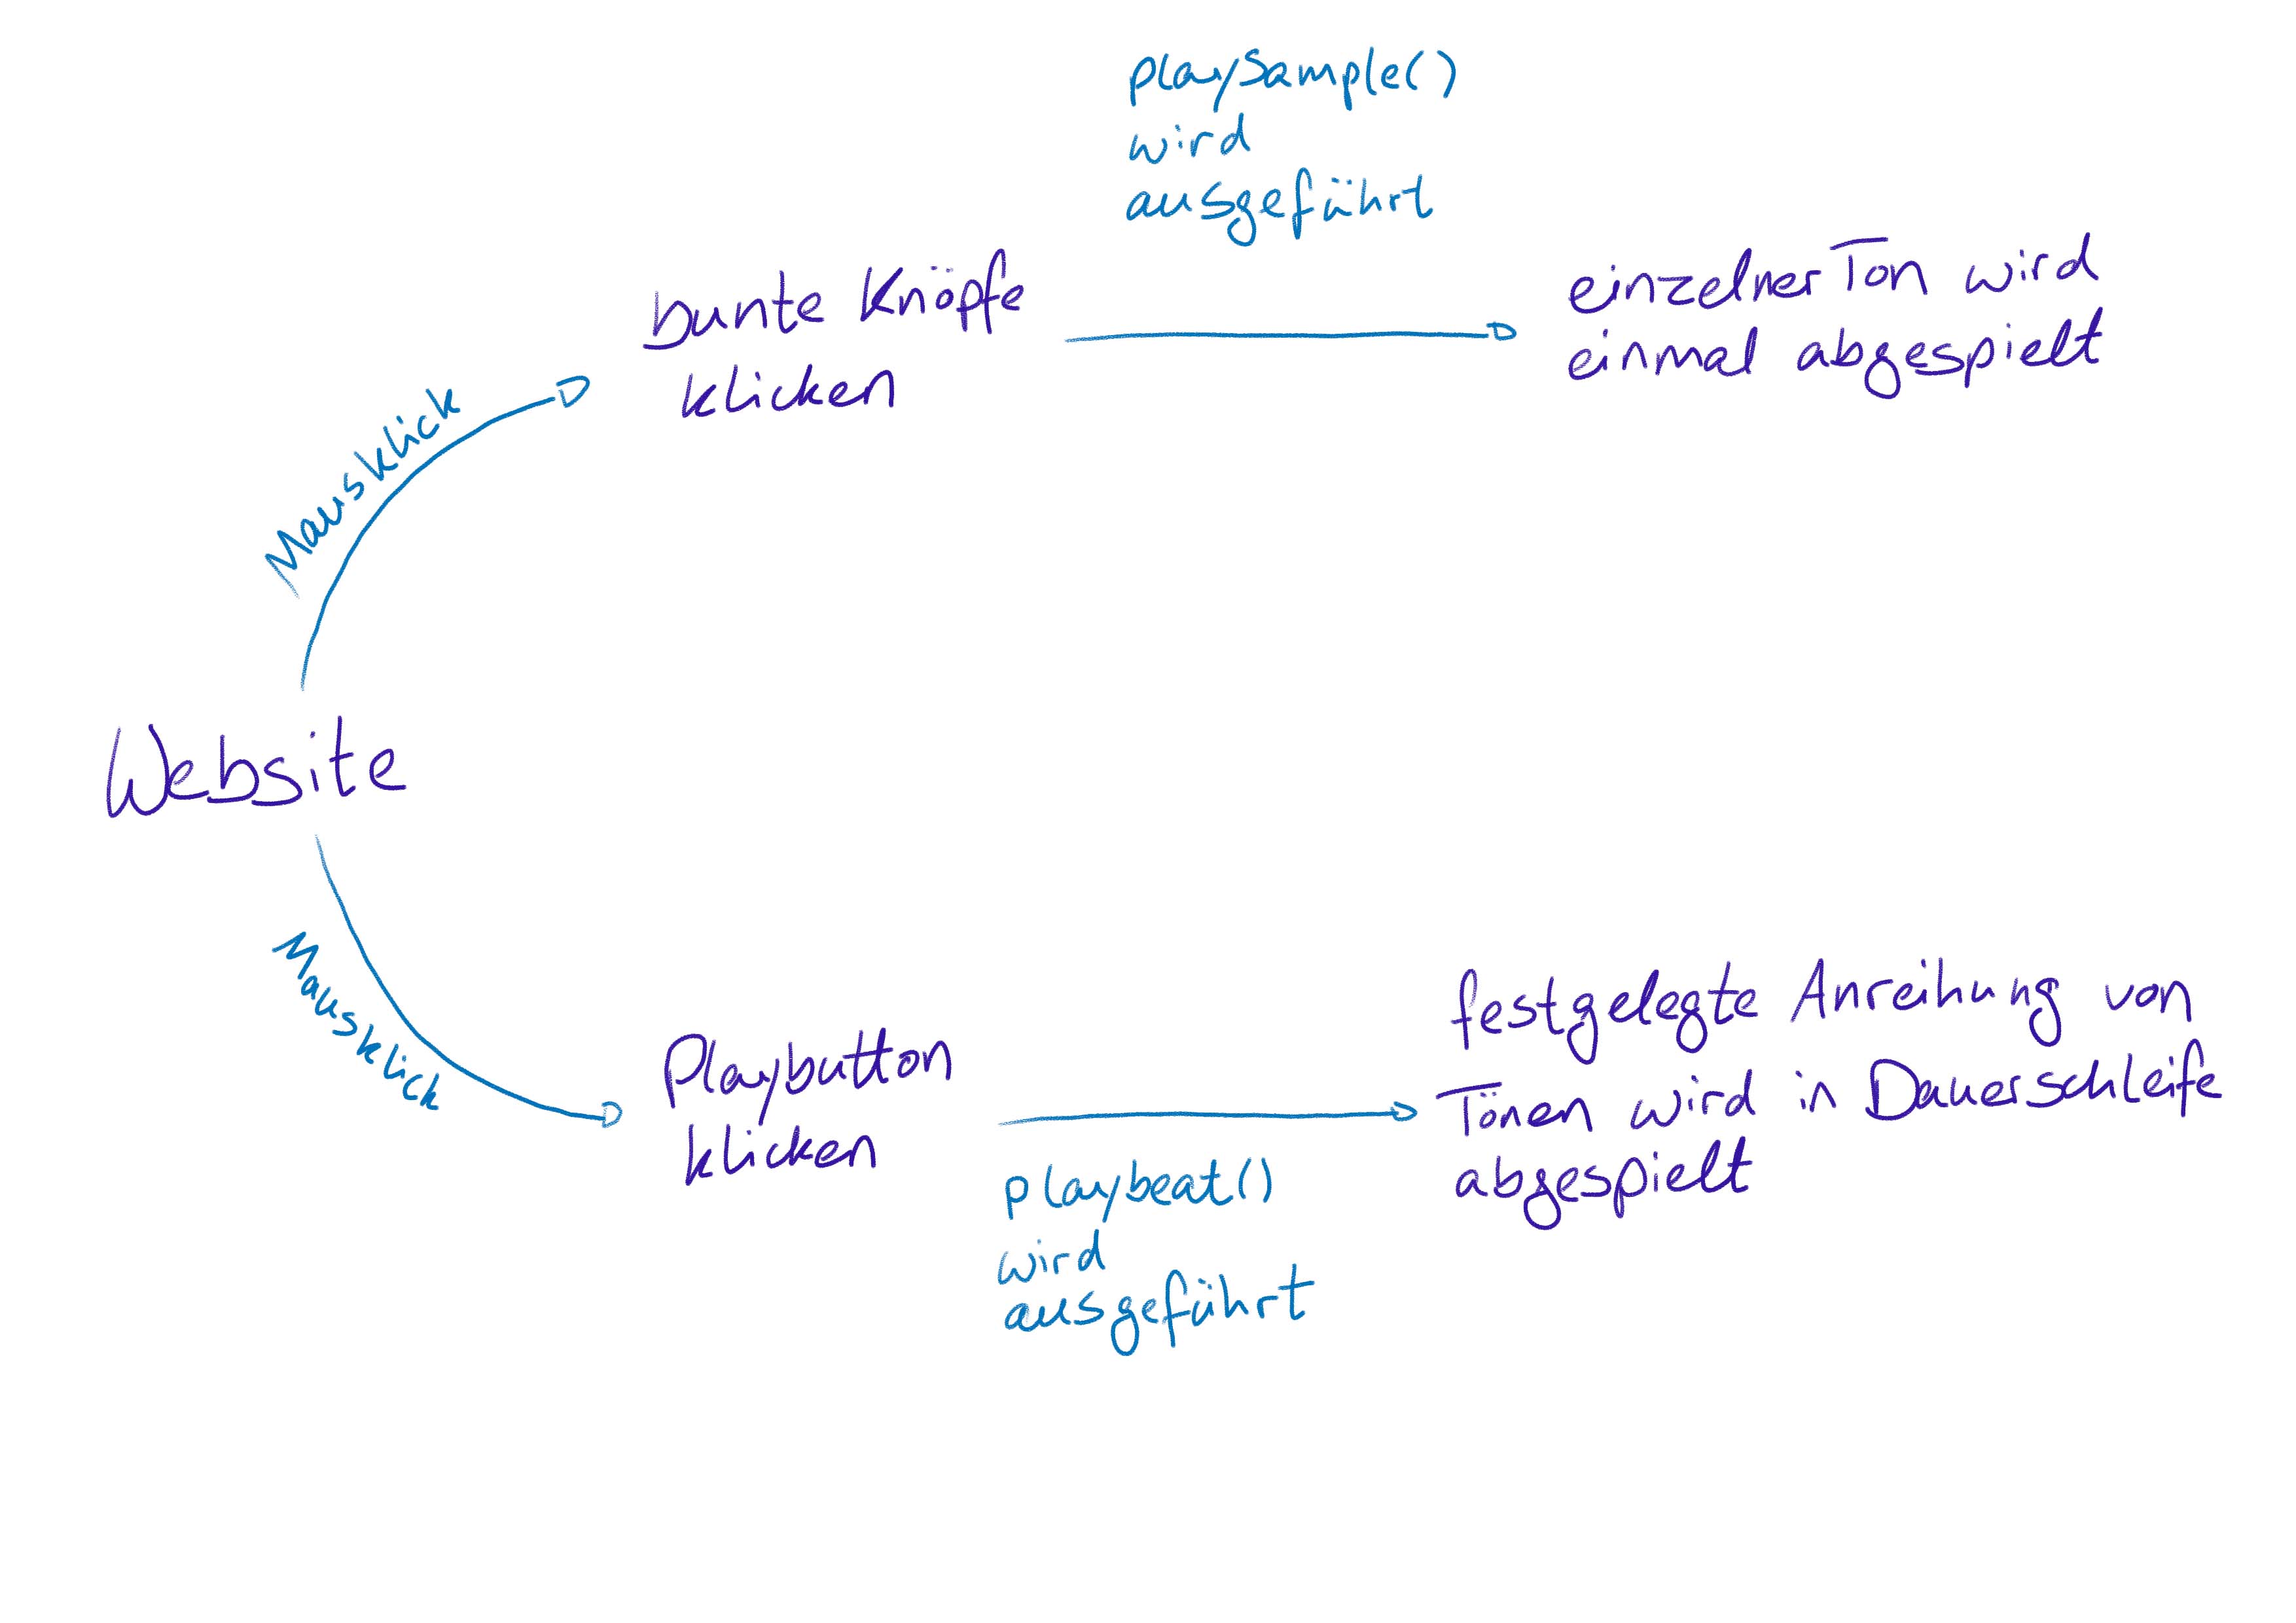 playSample()
wird
ausgeführt
bunte Knöpfe
klicken
einzelner Ton wird
einmal abgespielt
Mausklick
Website
Mausklick
Playbutton
klicken
playbeat()
wird
ausgeführt
festgelegte Anreihung von
Tönen wird in Dauerschleife
abgespielt